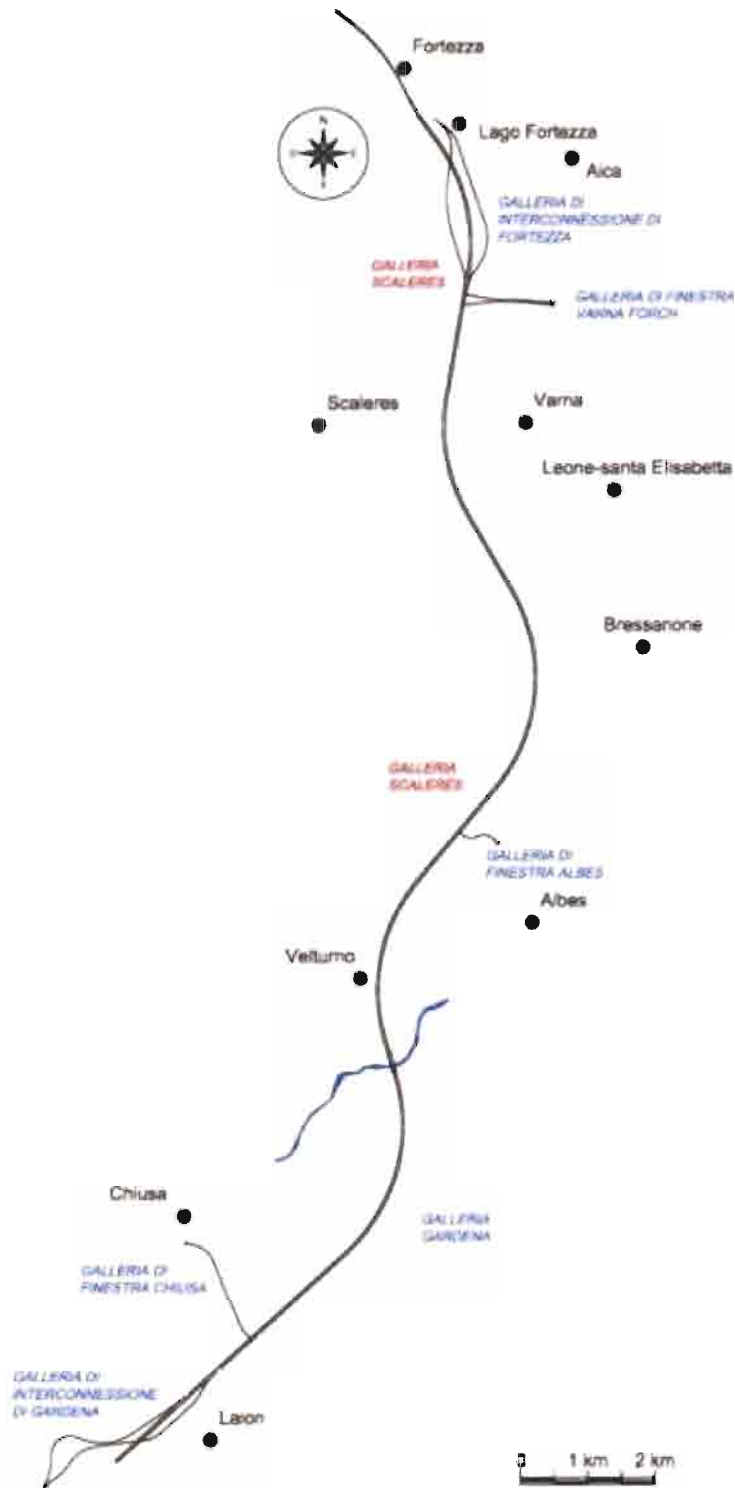 Fortezza
N
Lago Fortezza
Aica
GALLERIA DI
INTERCONNESSIONE DI
FORTEZZA
GALLERIA
SCALERES
GALLERIA DI FINESTRA
VARNA FORCH
Scaleres
Varna
Leone-santa Elisabetta
Bressanone
GALLERIA
SCALERES
GALLERIA DI
FINESTRA ALBES
Albes
Velturno
Chiusa
GALLERIA
GARDENA
GALLERIA DI
FINESTRA CHIUSA
GALLERIA DI
INTERCONNESSIONE
DI GARDENA
Laion
0 1 km 2 km